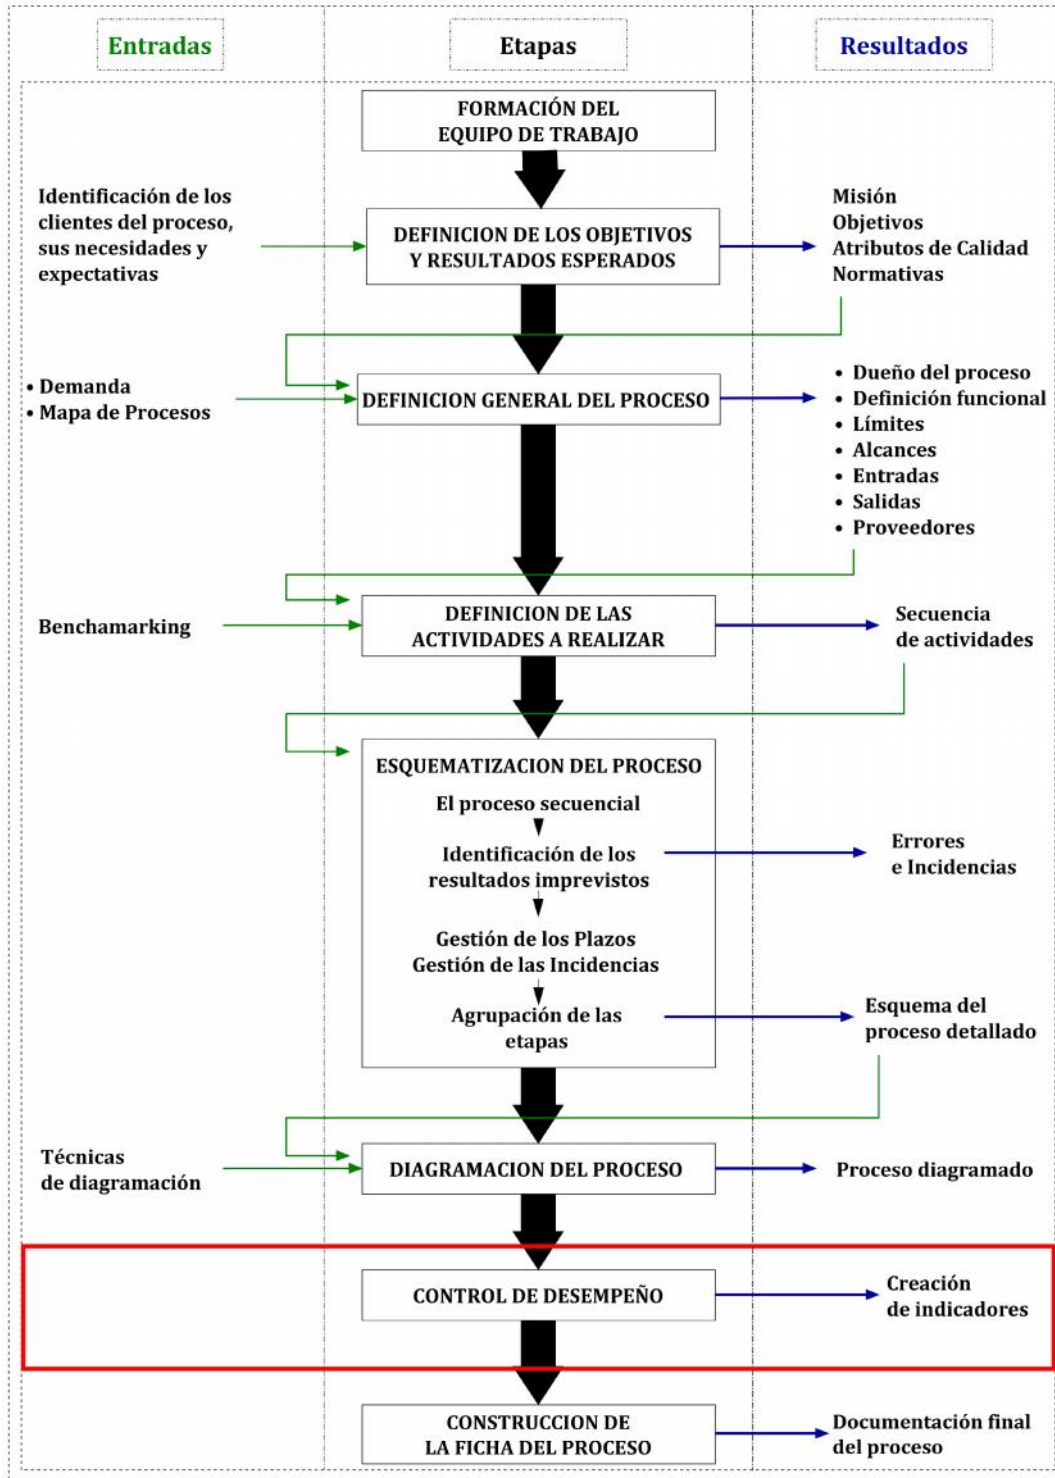 Entradas
Etapas
Resultados
FORMACIÓN DEL
EQUIPO DE TRABAJO
Identificación de los
clientes del proceso,
sus necesidades y
expectativas
DEFINICION DE LOS OBJETIVOS
Y RESULTADOS ESPERADOS
Misión
Objetivos
Atributos de Calidad
Normativas
• Demanda
• Mapa de Procesos
DEFINICION GENERAL DEL PROCESO
• Dueño del proceso
• Definición funcional
• Límites
• Alcances
• Entradas
• Salidas
• Proveedores
Benchamarking
DEFINICION DE LAS
ACTIVIDADES A REALIZAR
Secuencia
de actividades
ESQUEMATIZACION DEL PROCESO
El proceso secuencial
Identificación de los
resultados imprevistos
Errores
e Incidencias
Gestión de los Plazos
Gestión de las Incidencias
Agrupación de las
etapas
Esquema del
proceso detallado
Técnicas
de diagramación
DIAGRAMACION DEL PROCESO
Proceso diagramado
CONTROL DE DESEMPEÑO
Creación
de indicadores
CONSTRUCCION DE
LA FICHA DEL PROCESO
Documentación final
del proceso